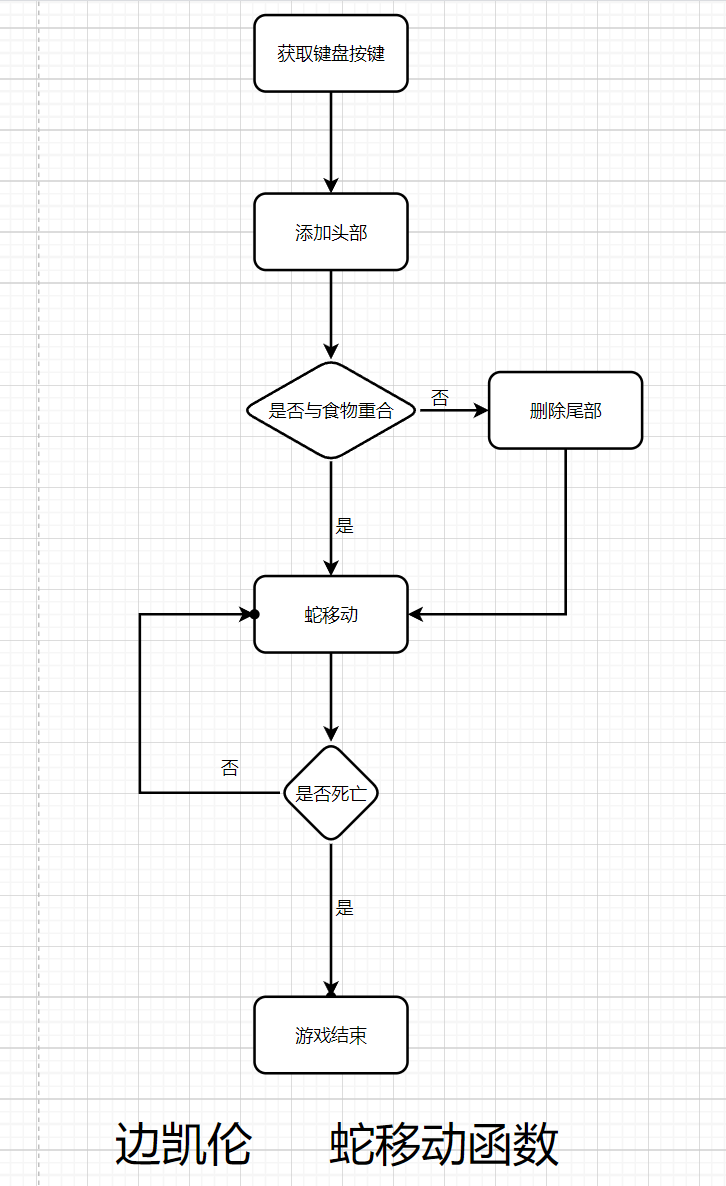 获取键盘按键
添加头部
是否与食物重合
否
删除尾部
是
蛇移动
否
是否死亡
是
游戏结束
边凯伦 蛇移动函数